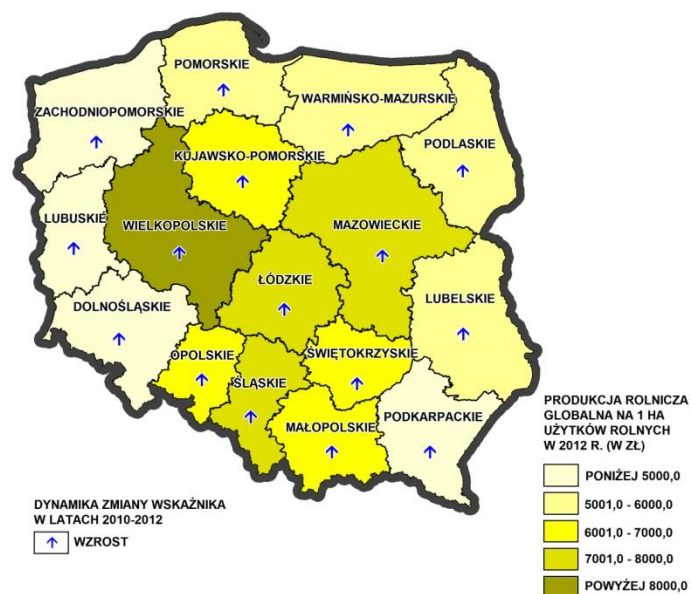 POMORSKIE
WARMIŃSKO-MAZURSKIE
ZACHODNIOPOMORSKIE
PODLASKIE
KUJAWSKO-POMORSKIE
LUBUSKIE
WIELKOPOLSKIE
MAZOWIECKIE
ŁÓDZKIE
LUBELSKIE
DOLNOŚLĄSKIE
OPOLSKIE
ŚWIĘTOKRZYSKIE
ŚLĄSKIE
MAŁOPOLSKIE
PODKARPACKIE
PRODUKCJA ROLNICZA
GLOBALNA NA 1 HA
UŻYTKÓW ROLNYCH
W 2012 R. (W ZŁ)
PONIŻEJ 5000,0
5001,0 - 6000,0
6001,0 - 7000,0
7001,0 - 8000,0
POWYŻEJ 8000,0
DYNAMIKA ZMIANY WSKAŹNIKA
W LATACH 2010-2012
WZROST